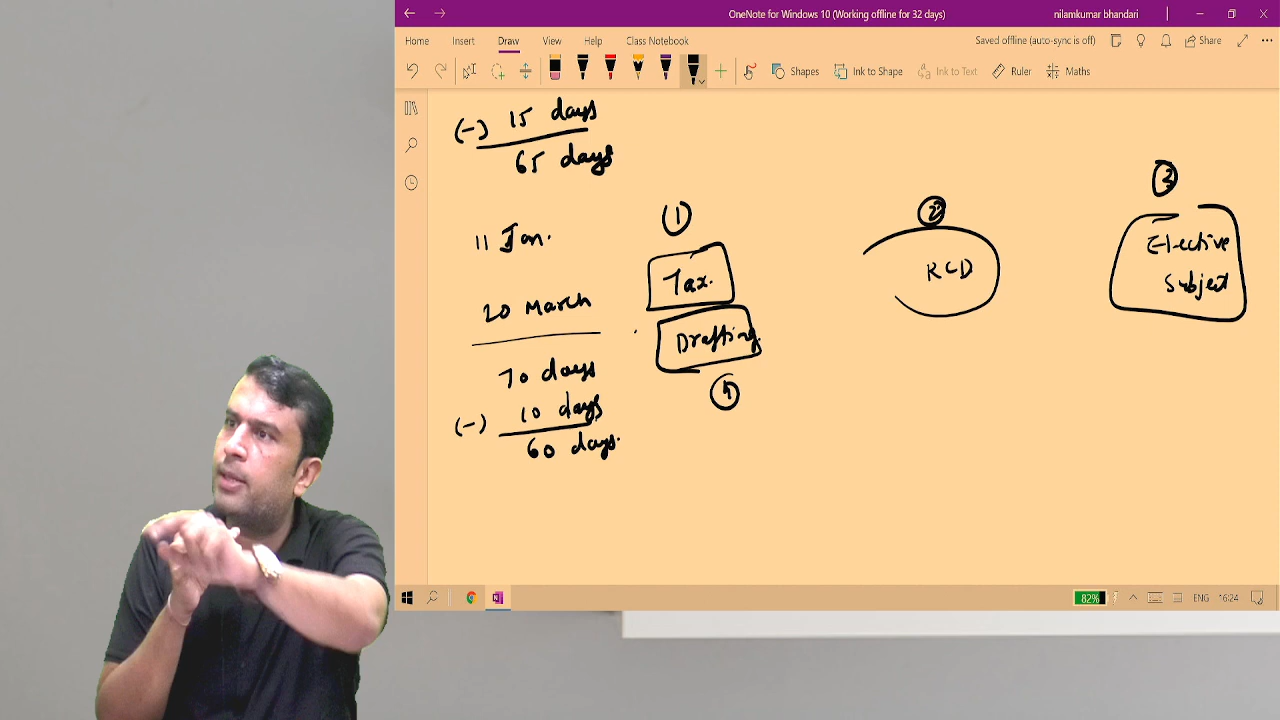 OneNote for Windows 10 (Working offline for 32 days)
nilamkumar bhandari
Home Insert Draw View Help Class Notebook
Saved offline (auto-sync is off)
Share
Shapes Ink to Shape Ink to Text Ruler Maths
(-) 15 days
65 days
11 Jan.
20 March
70 days
(-) 10 days
60 days.
1
Tax.
Drafting.
4
2
RCD
3
Elective
Subject
82%
ENG
16:24